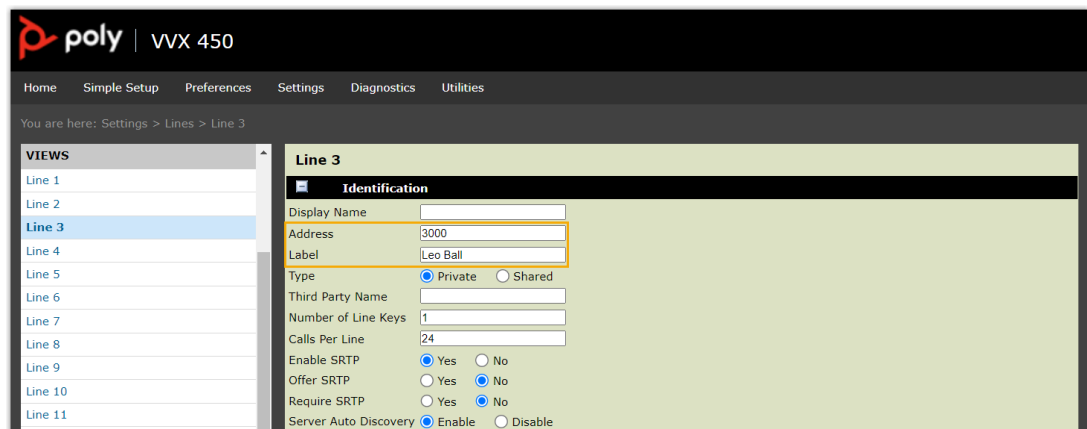 poly | VVX 450
Home Simple Setup Preferences Settings Diagnostics Utilities
You are here: Settings > Lines > Line 3
VIEWS
Line 1
Line 2
Line 3
Line 4
Line 5
Line 6
Line 7
Line 8
Line 9
Line 10
Line 11
Line 3
Identification
Display Name
Address 3000
Label Leo Ball
Type Private Shared
Third Party Name
Number of Line Keys 1
Calls Per Line 24
Enable SRTP Yes No
Offer SRTP Yes No
Require SRTP Yes No
Server Auto Discovery Enable Disable